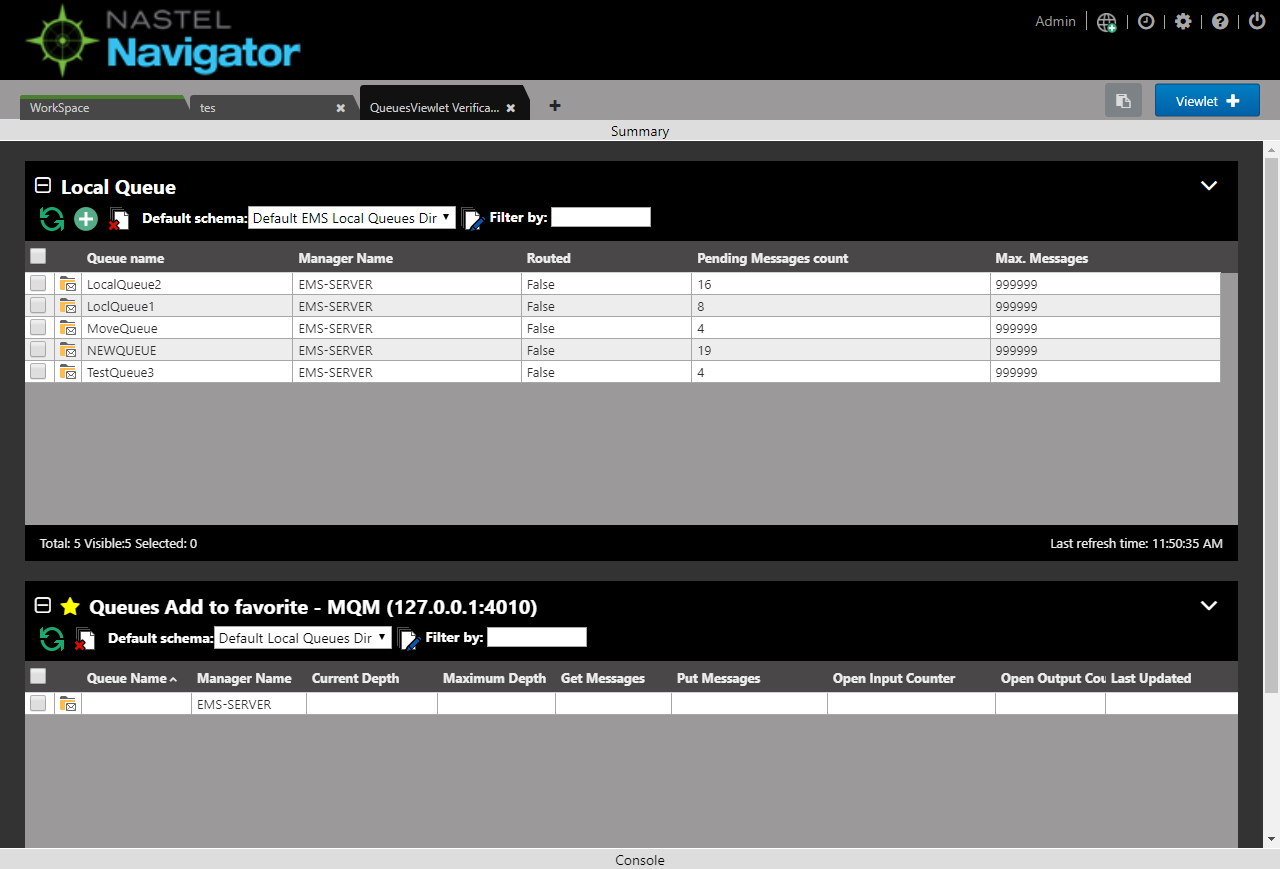 NASTEL
Navigator
Admin
WorkSpace
tes
QueuesViewlet Verifica...
Viewlet
Summary
Local Queue
Default schema: Default EMS Local Queues Dir Filter by:
Queue name Manager Name Routed Pending Messages count Max. Messages
LocalQueue2 EMS-SERVER False 16 999999
LoclQueue1 EMS-SERVER False 8 999999
MoveQueue EMS-SERVER False 4 999999
NEWQUEUE EMS-SERVER False 19 999999
TestQueue3 EMS-SERVER False 4 999999
Total: 5 Visible:5 Selected: 0 Last refresh time: 11:50:35 AM
Queues Add to favorite - MQM (127.0.0.1:4010)
Default schema: Default Local Queues Dir Filter by:
Queue Name Manager Name Current Depth Maximum Depth Get Messages Put Messages Open Input Counter Open Output Cou Last Updated
EMS-SERVER
Console